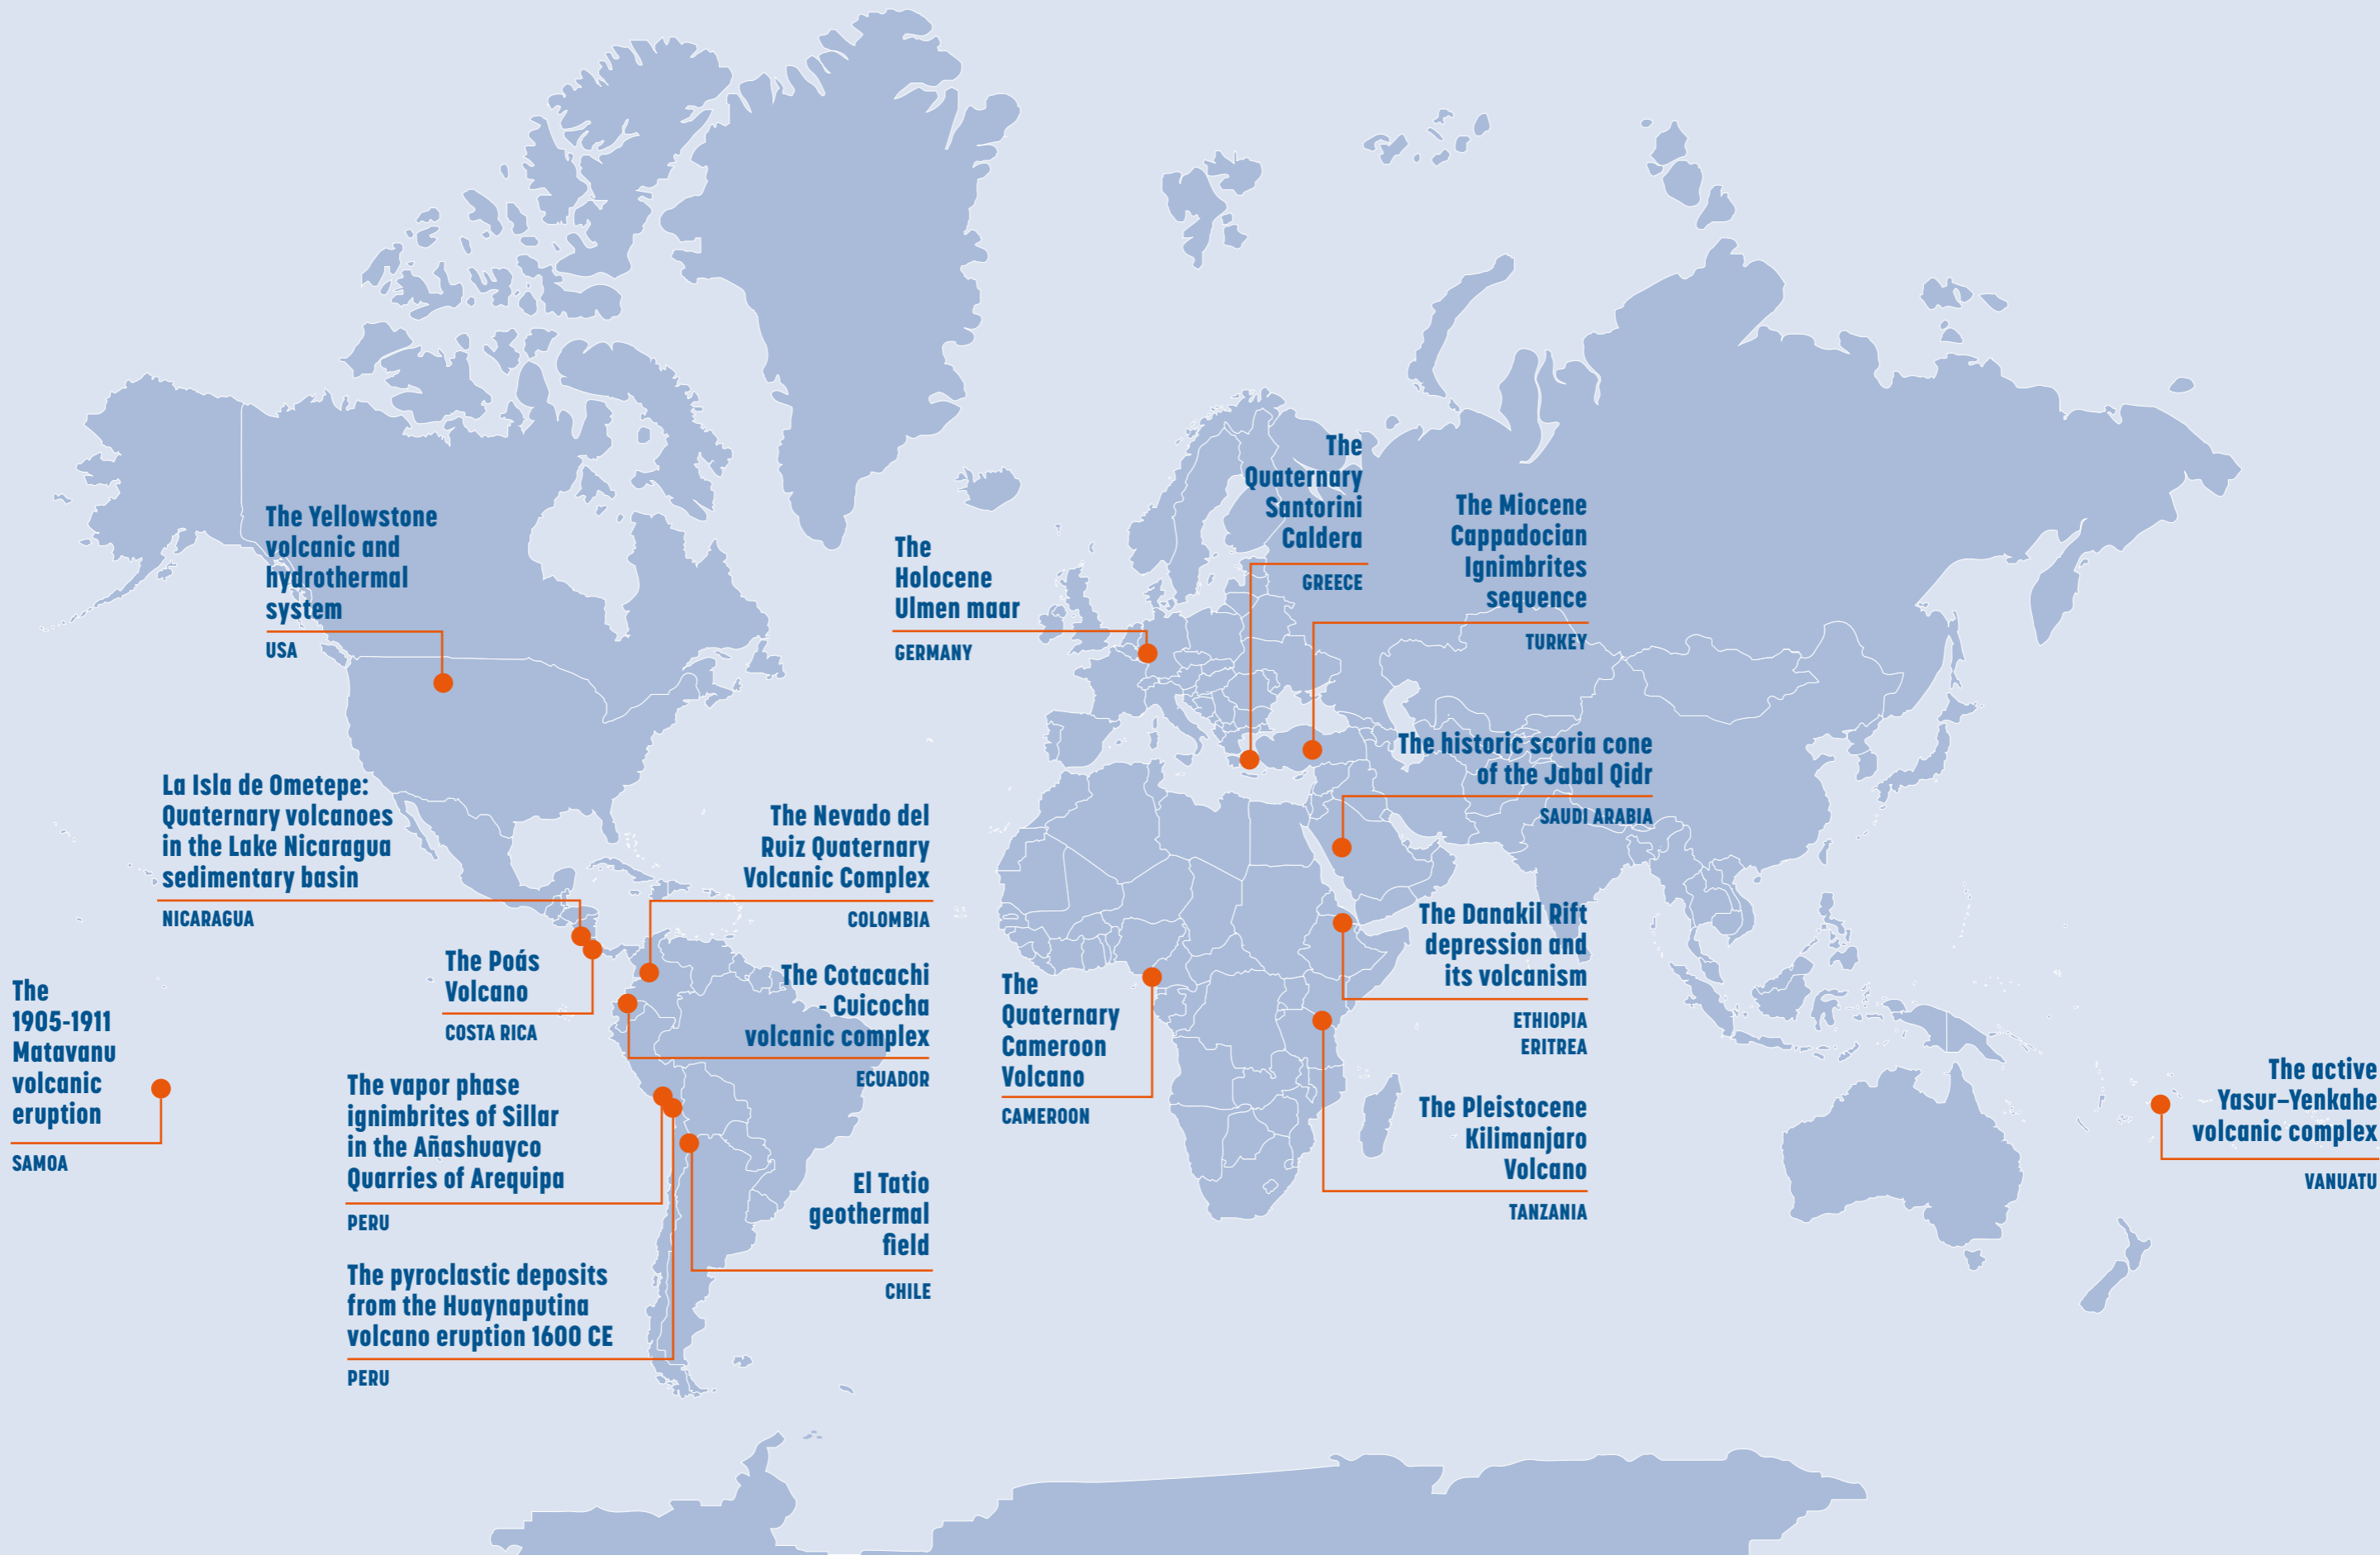 The Yellowstone
volcanic and
hydrothermal
system
USA
The
Holocene
Ulmen maar
GERMANY
The
Quaternary
Santorini
Caldera
GREECE
The Miocene
Cappadocian
Ignimbrites
sequence
TURKEY
The historic scoria cone
of the Jabal Qidr
SAUDI ARABIA
La Isla de Ometepe:
Quaternary volcanoes
in the Lake Nicaragua
sedimentary basin
NICARAGUA
The Nevado del
Ruiz Quaternary
Volcanic Complex
COLOMBIA
The Poás
Volcano
COSTA RICA
The Cotacachi
- Cuicocha
volcanic complex
ECUADOR
The
Quaternary
Cameroon
Volcano
CAMEROON
The Danakil Rift
depression and
its volcanism
ETHIOPIA
ERITREA
The
1905-1911
Matavanu
volcanic
eruption
SAMOA
The vapor phase
ignimbrites of Sillar
in the Añashuayco
Quarries of Arequipa
PERU
The Pleistocene
Kilimanjaro
Volcano
TANZANIA
The active
Yasur–Yenkahe
volcanic complex
VANUATU
El Tatio
geothermal
field
CHILE
The pyroclastic deposits
from the Huaynaputina
volcano eruption 1600 CE
PERU